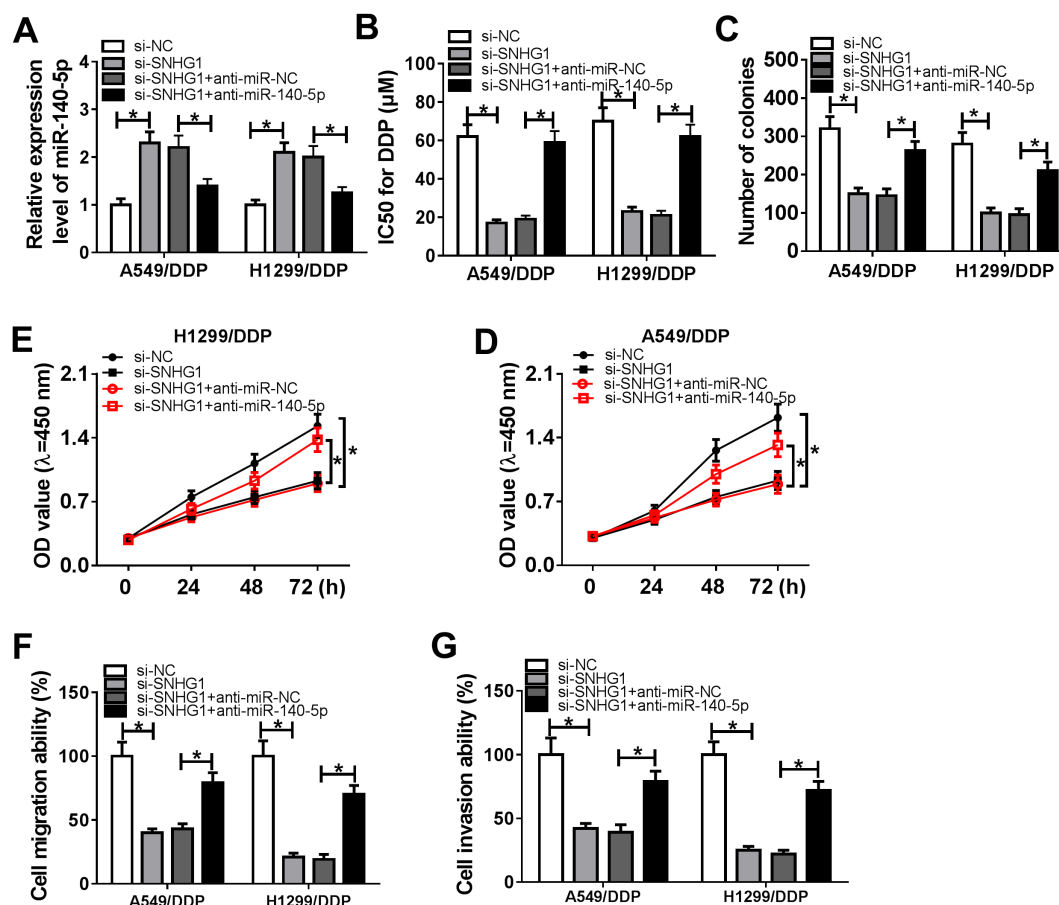 A
si-NC
si-SNHG1
si-SNHG1+anti-miR-NC
si-SNHG1+anti-miR-140-5p
Relative expression
level of miR-140-5p
4
3
2
1
0
* * * *
A549/DDP H1299/DDP
B
si-NC
si-SNHG1
si-SNHG1+anti-miR-NC
si-SNHG1+anti-miR-140-5p
IC50 for DDP (μM)
100
80
60
40
20
0
* * * *
A549/DDP H1299/DDP
C
si-NC
si-SNHG1
si-SNHG1+anti-miR-NC
si-SNHG1+anti-miR-140-5p
Number of colonies
500
400
300
200
100
0
* * * *
A549/DDP H1299/DDP
E
H1299/DDP
si-NC
si-SNHG1
si-SNHG1+anti-miR-NC
si-SNHG1+anti-miR-140-5p
OD value (λ=450 nm)
2.1
1.4
0.7
0.0
* *
0 24 48 72 (h)
D
A549/DDP
si-NC
si-SNHG1
si-SNHG1+anti-miR-NC
si-SNHG1+anti-miR-140-5p
OD value (λ=450 nm)
2.1
1.4
0.7
0.0
* *
0 24 48 72 (h)
F
si-NC
si-SNHG1
si-SNHG1+anti-miR-NC
si-SNHG1+anti-miR-140-5p
Cell migration ability (%)
150
100
50
0
* * * *
A549/DDP H1299/DDP
G
si-NC
si-SNHG1
si-SNHG1+anti-miR-NC
si-SNHG1+anti-miR-140-5p
Cell invasion ability (%)
150
100
50
0
* * * *
A549/DDP H1299/DDP